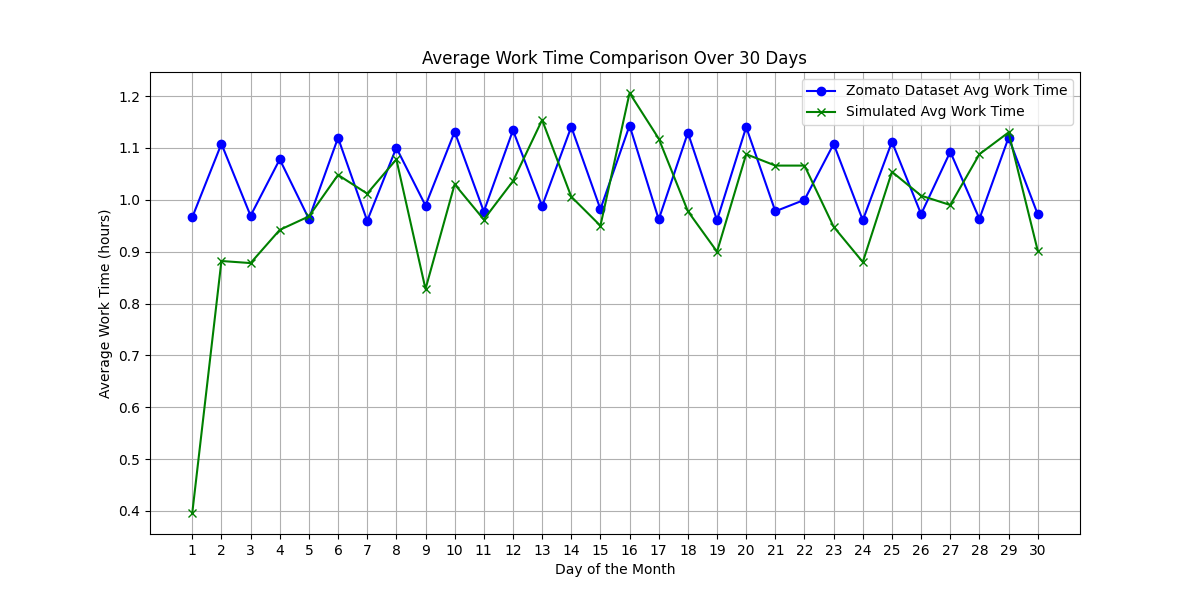 Average Work Time Comparison Over 30 Days
Zomato Dataset Avg Work Time
Simulated Avg Work Time
Average Work Time (hours)
1.2
1.1
1.0
0.9
0.8
0.7
0.6
0.5
0.4
1 2 3 4 5 6 7 8 9 10 11 12 13 14 15 16 17 18 19 20 21 22 23 24 25 26 27 28 29 30
Day of the Month